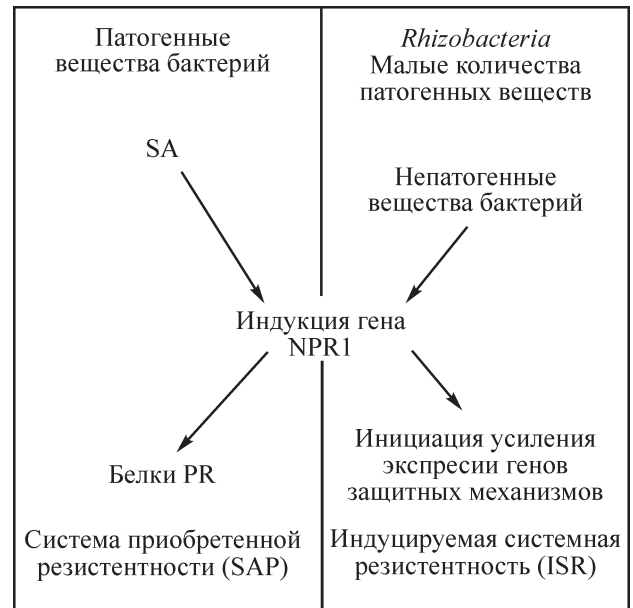 Патогенные
вещества бактерий
SA
Rhizobacteria
Малые количества
патогенных веществ
Непатогенные
вещества бактерий
Индукция гена
NPR1
Белки PR
Система приобретенной
резистентности (SAP)
Инициация усиления
экспресии генов
защитных механизмов
Индуцируемая системная
резистентность (ISR)